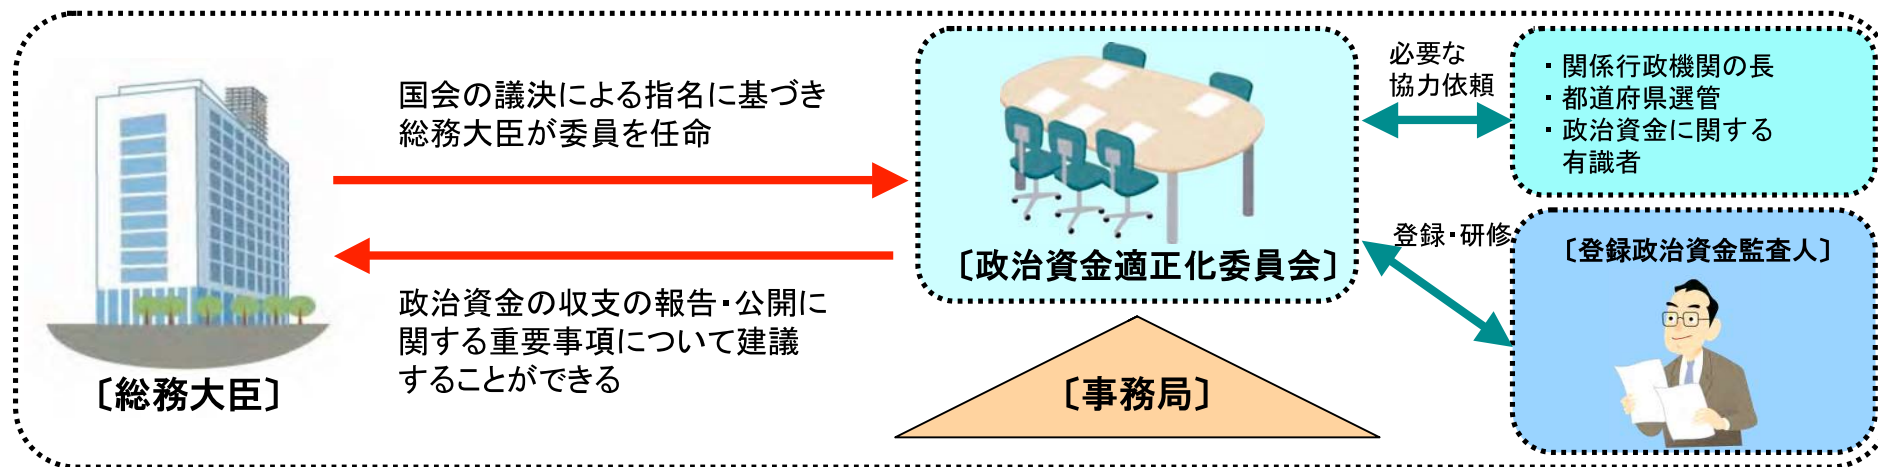 国会の議決による指名に基づき
総務大臣が委員を任命
政治資金の収支の報告・公開に
関する重要事項について建議
することができる
〔総務大臣〕
〔政治資金適正化委員会〕
〔事務局〕
必要な
協力依頼
・関係行政機関の長
・都道府県選管
・政治資金に関する
有識者
登録・研修
〔登録政治資金監査人〕